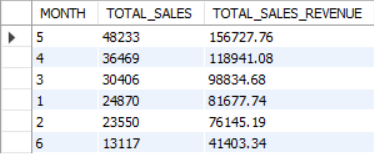 MONTH TOTAL_SALES TOTAL_SALES_REVENUE
5 48233 156727.76
4 36469 118941.08
3 30406 98834.68
1 24870 81677.74
2 23550 76145.19
6 13117 41403.34